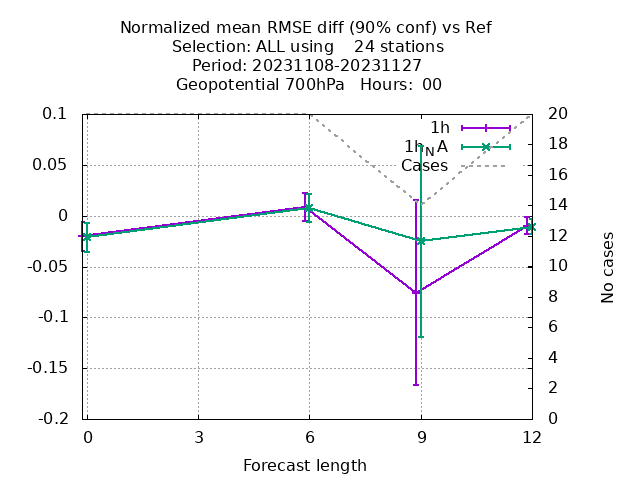 Normalized mean RMSE diff (90% conf) vs Ref
Selection: ALL using    24 stations
Period: 20231108-20231127
Geopotential 700hPa   Hours:  00
0.1
0.05
0
-0.05
-0.1
-0.15
-0.2
20
18
16
14
12
10
8
6
4
2
0
1h
1hNA
Cases
No cases
0
3
6
9
12
Forecast length